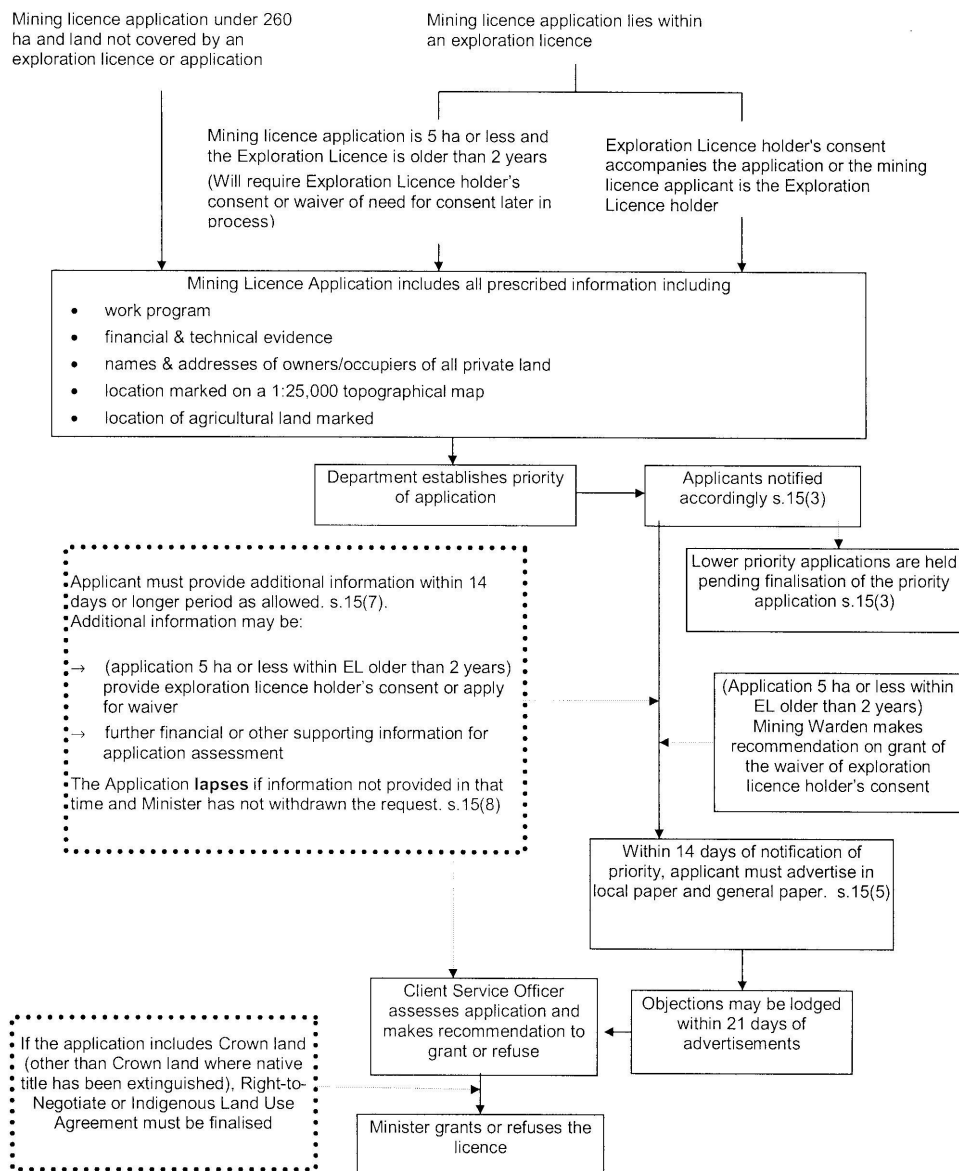 Mining licence application under 260
ha and land not covered by an
exploration licence or application
Mining licence application lies within
an exploration licence
Mining licence application is 5 ha or less and
the Exploration Licence is older than 2 years
(Will require Exploration Licence holder's
consent or waiver of need for consent later in
process)
Exploration Licence holder's consent
accompanies the application or the mining
licence applicant is the Exploration
Licence holder
Mining Licence Application includes all prescribed information including
• work program
• financial & technical evidence
• names & addresses of owners/occupiers of all private land
• location marked on a 1:25,000 topographical map
• location of agricultural land marked
Department establishes priority
of application
Applicants notified
accordingly s.15(3)
Lower priority applications are held
pending finalisation of the priority
application s.15(3)
Applicant must provide additional information within 14
days or longer period as allowed. s.15(7).
Additional information may be:
→ (application 5 ha or less within EL older than 2 years)
provide exploration licence holder's consent or apply
for waiver
→ further financial or other supporting information for
application assessment
The Application lapses if information not provided in that
time and Minister has not withdrawn the request. s.15(8)
(Application 5 ha or less within
EL older than 2 years)
Mining Warden makes
recommendation on grant of
the waiver of exploration
licence holder's consent
Within 14 days of notification of
priority, applicant must advertise in
local paper and general paper. s.15(5)
Client Service Officer
assesses application and
makes recommendation to
grant or refuse
Objections may be lodged
within 21 days of
advertisements
If the application includes Crown land
(other than Crown land where native
title has been extinguished), Right-to-
Negotiate or Indigenous Land Use
Agreement must be finalised
Minister grants or refuses the
licence